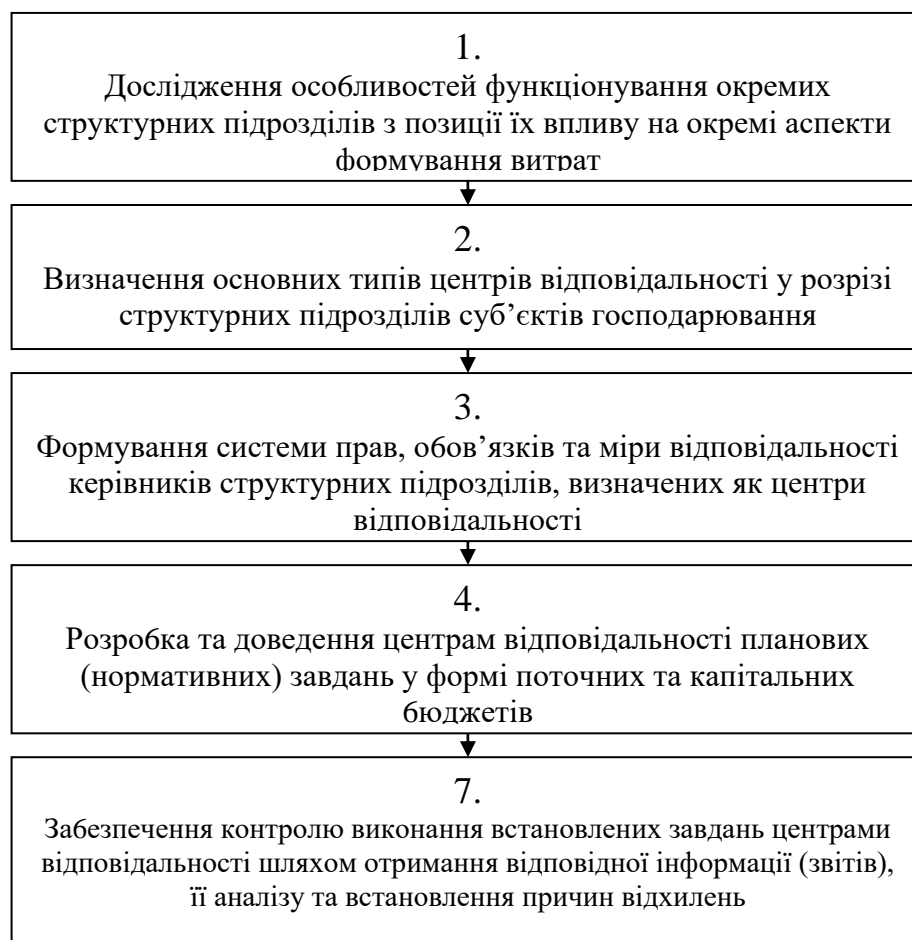 1.
Дослідження особливостей функціонування окремих
структурних підрозділів з позиції їх впливу на окремі аспекти
формування витрат
2.
Визначення основних типів центрів відповідальності у розрізі
структурних підрозділів суб’єктів господарювання
3.
Формування системи прав, обов’язків та міри відповідальності
керівників структурних підрозділів, визначених як центри
відповідальності
4.
Розробка та доведення центрам відповідальності планових
(нормативних) завдань у формі поточних та капітальних
бюджетів
7.
Забезпечення контролю виконання встановлених завдань центрами
відповідальності шляхом отримання відповідної інформації (звітів),
її аналізу та встановлення причин відхилень